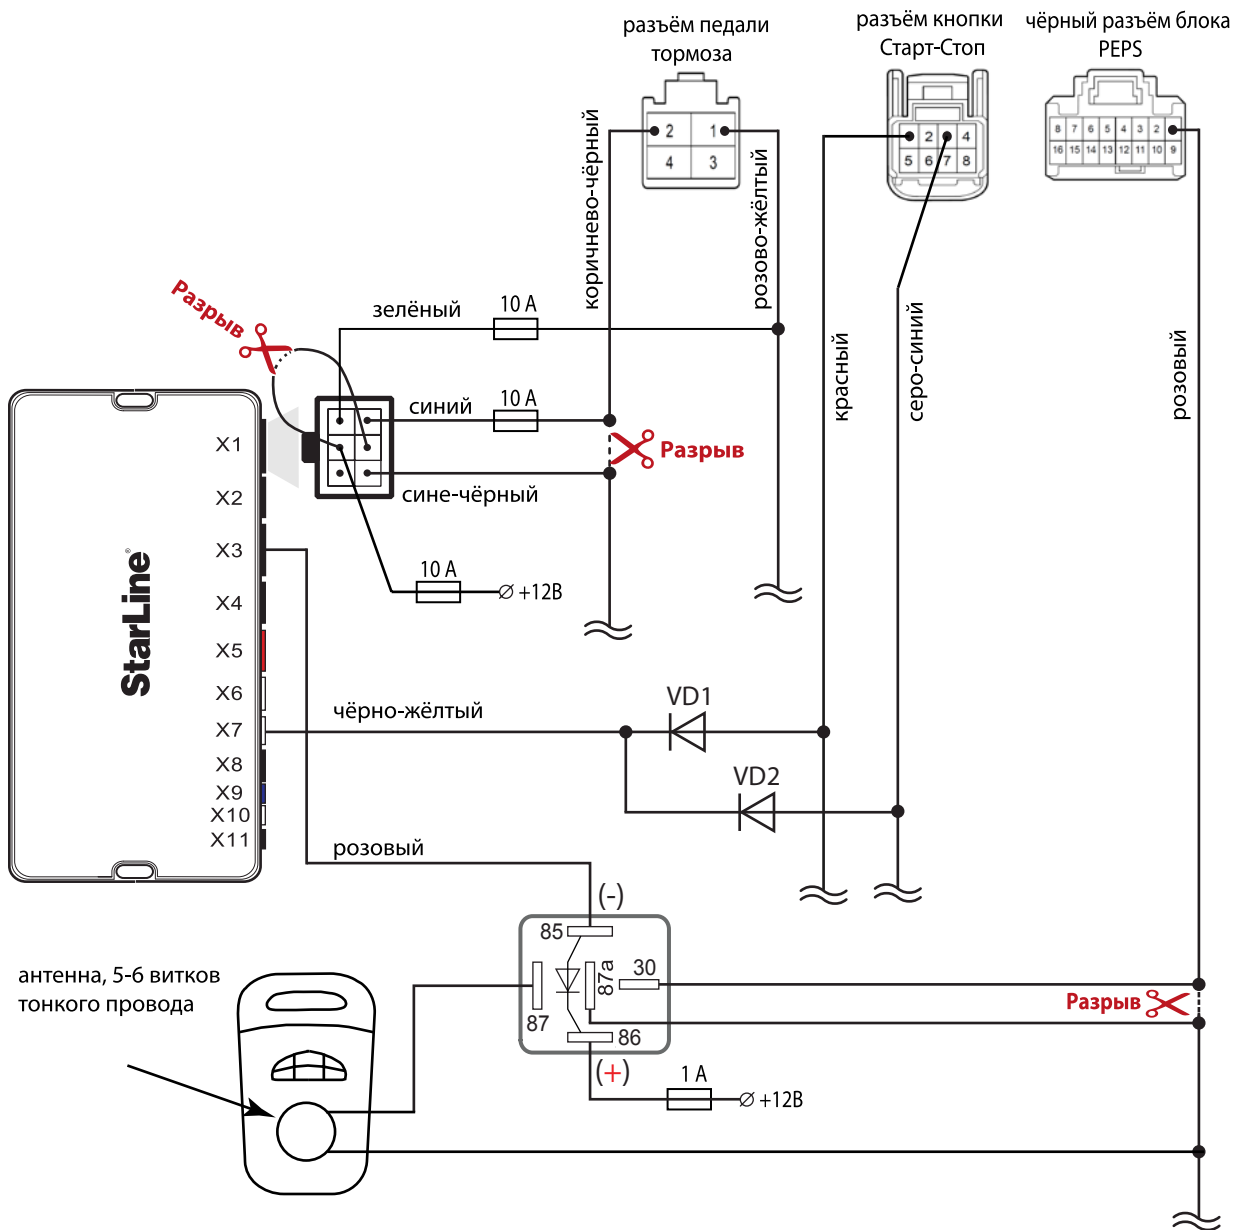 разъём педали
тормоза
разъём кнопки
Старт-Стоп
чёрный разъём блока
PEPS
2 1
4 3
2 4
5 6 7 8
8 7 6 5 4 3 2
16 15 14 13 12 11 10 9
коричнево-чёрный
розово-жёлтый
красный
серо-синий
розовый
Разрыв
зелёный
10 А
синий
10 А
Разрыв
сине-чёрный
10 А
+12В
X1
X2
X3
X4
X5
X6
X7
X8
X9
X10
X11
StarLine®
чёрно-жёлтый
VD1
VD2
розовый
(-)
85
87a
30
87
86
(+)
Разрыв
1 А
+12В
антенна, 5-6 витков
тонкого провода